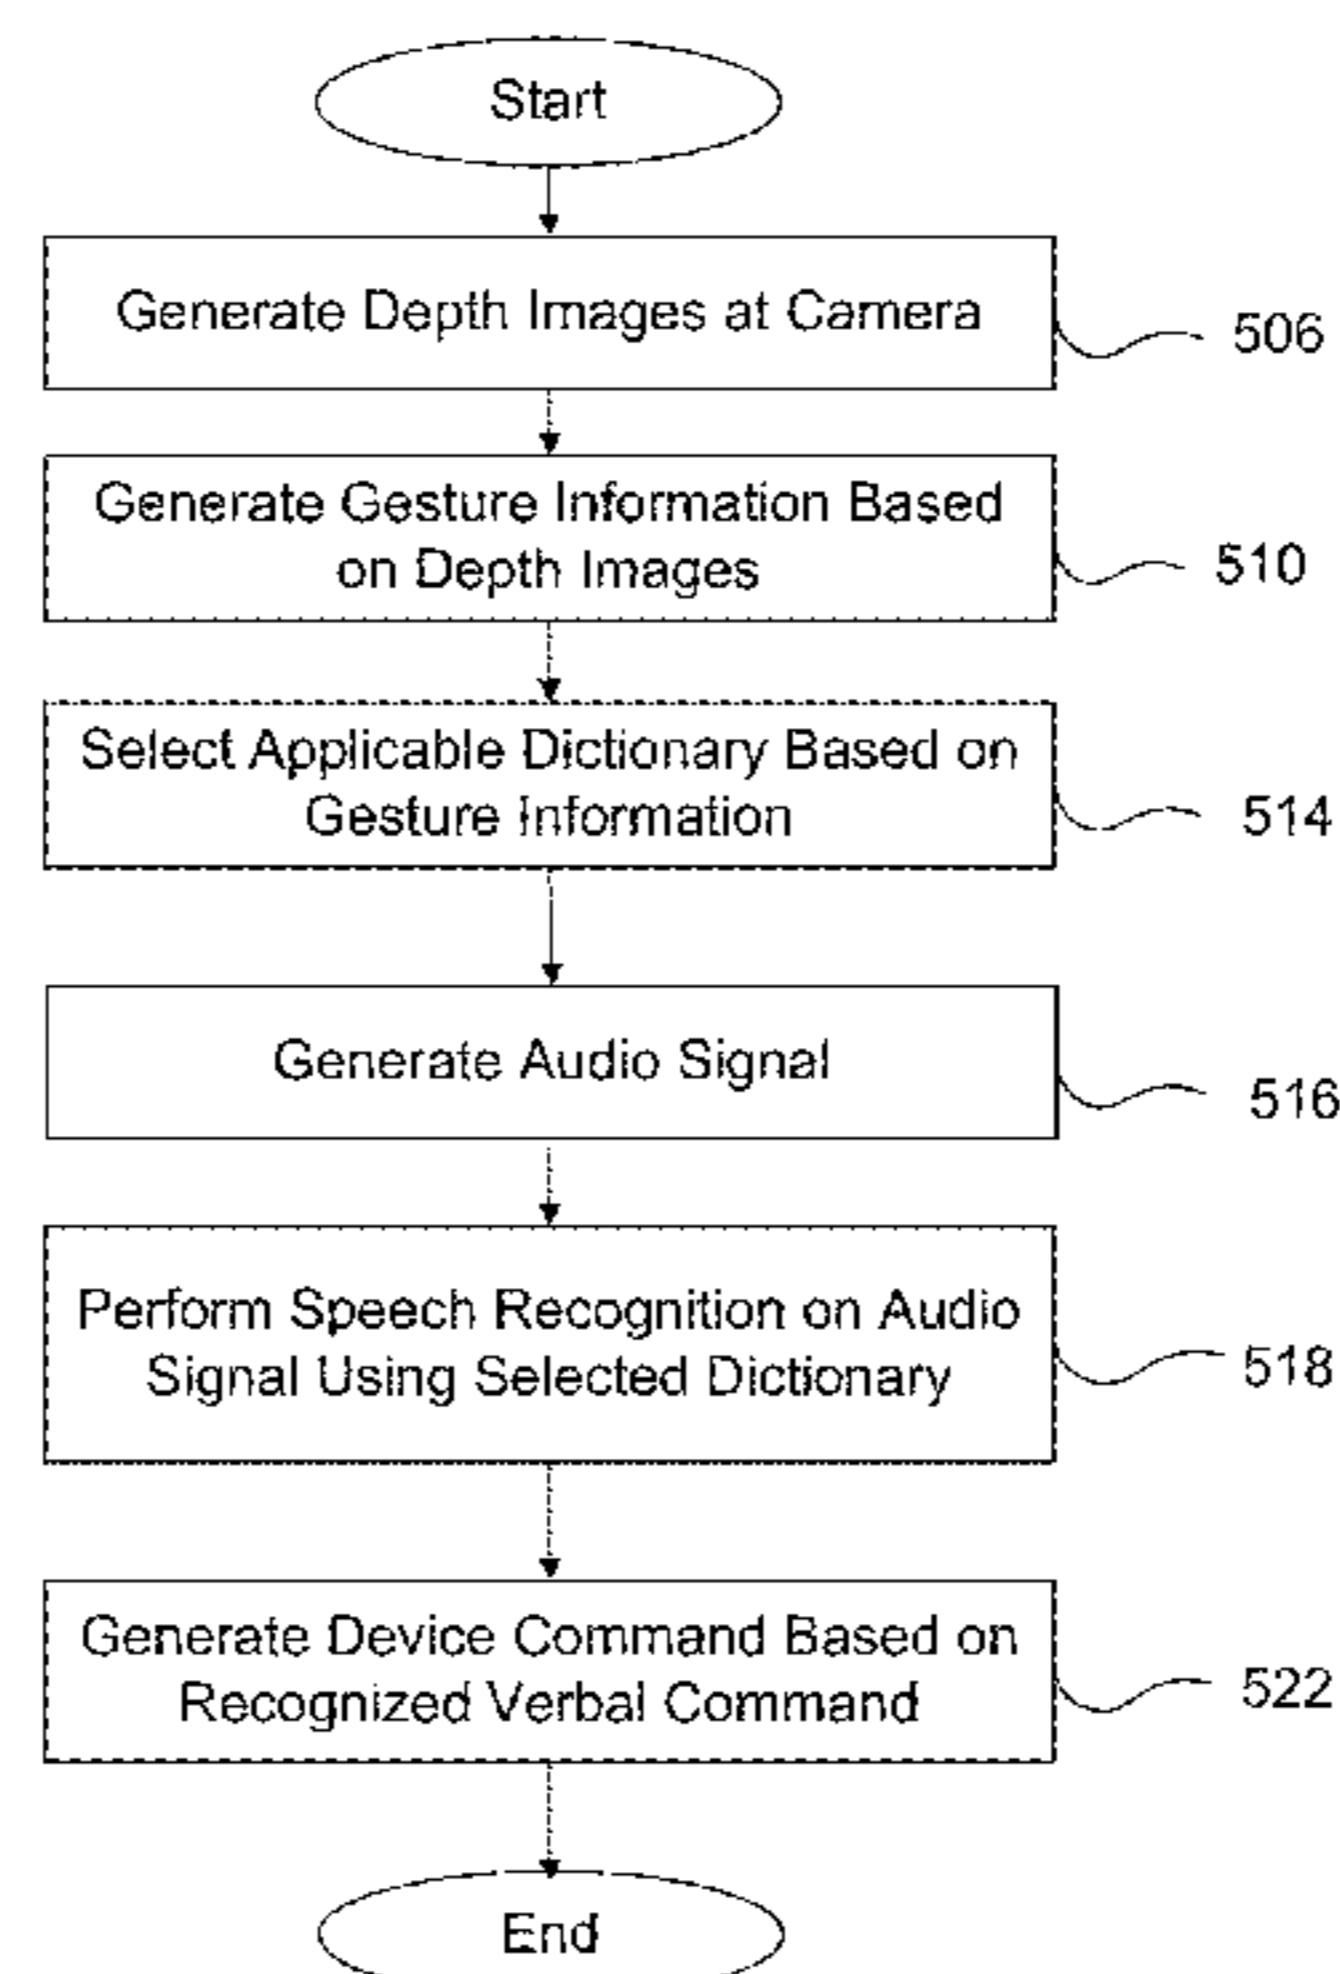 Start
Generate Depth Images at Camera
506
Generate Gesture Information Based
on Depth Images
510
Select Applicable Dictionary Based on
Gesture Information
514
Generate Audio Signal
516
Perform Speech Recognition on Audio
Signal Using Selected Dictionary
518
Generate Device Command Based on
Recognized Verbal Command
522
End